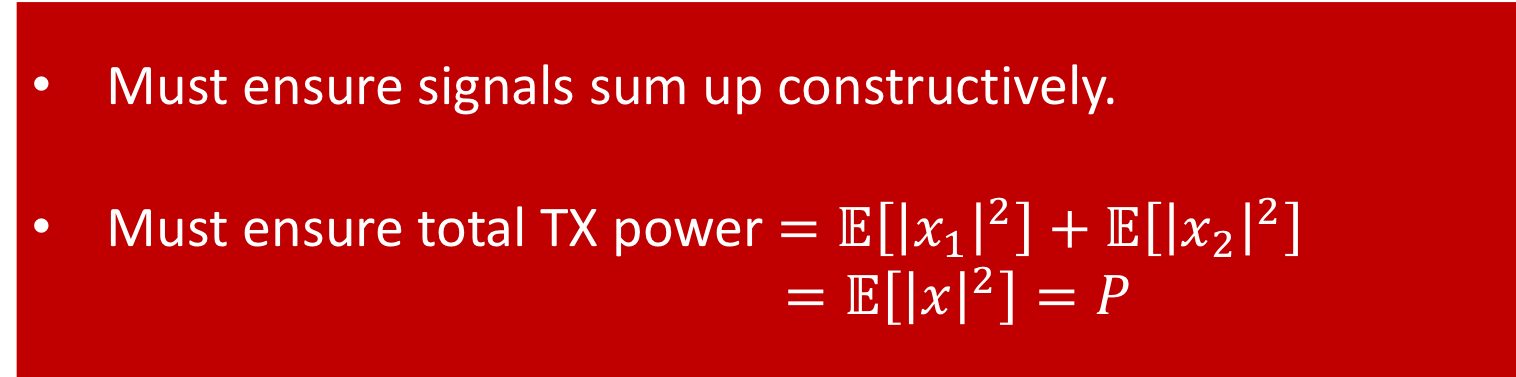 • Must ensure signals sum up constructively.
• Must ensure total TX power = 𝔼[|x₁|²] + 𝔼[|x₂|²]
= 𝔼[|x|²] = P